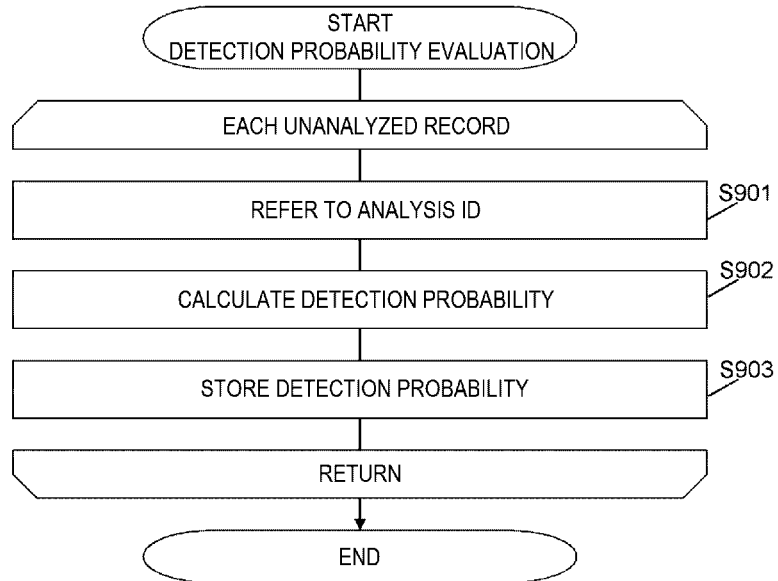 START
DETECTION PROBABILITY EVALUATION
EACH UNANALYZED RECORD
REFER TO ANALYSIS ID
S901
CALCULATE DETECTION PROBABILITY
S902
STORE DETECTION PROBABILITY
S903
RETURN
END